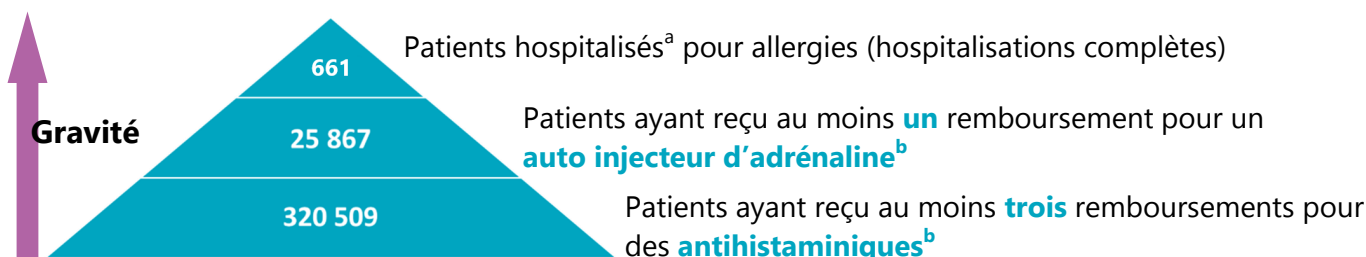 Patients hospitalisésᵃ pour allergies (hospitalisations complètes)
661
Gravité
25 867
Patients ayant reçu au moins un remboursement pour un
auto injecteur d’adrénalineᵇ
320 509
Patients ayant reçu au moins trois remboursements pour
des antihistaminiquesᵇ